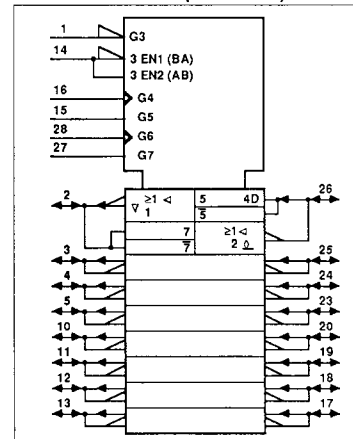 1 G3
14 3 EN1 (BA)
3 EN2 (AB)
16 G4
15 G5
28 G6
27 G7
2 ≥1 ◁ 5 4D 26
▽ 1 5̅
7 ≥1 ◁
7̅ 2 ◊
3 25
4 24
5 23
10 20
11 19
12 18
13 17